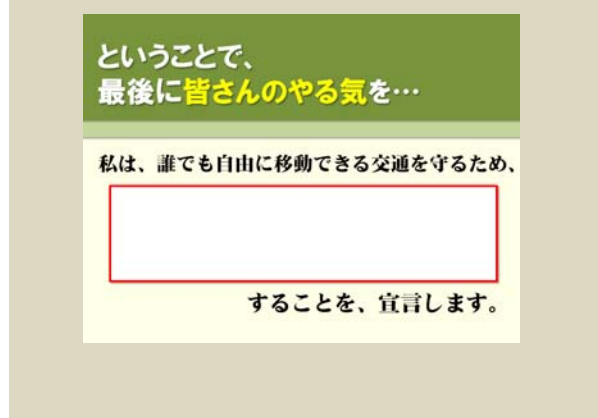 ということで、
最後に皆さんのやる気を…
私は、誰でも自由に移動できる交通を守るため、
することを、宣言します。